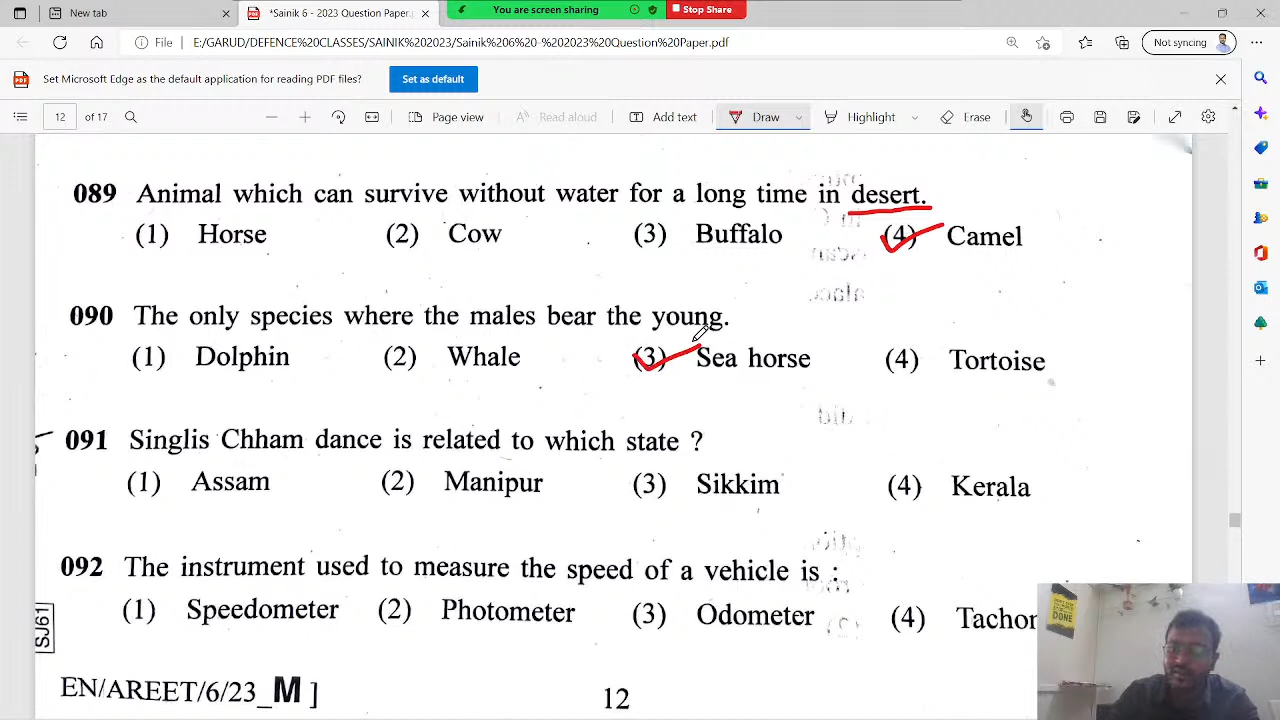 New tab
*Sainik 6 - 2023 Question Paper.
You are screen sharing
Stop Share
File
E:/GARUD/DEFENCE%20CLASSES/SAINIK%202023/Sainik%206%20-%202023%20Question%20Paper.pdf
Not syncing
Set Microsoft Edge as the default application for reading PDF files?
Set as default
12 of 17
Page view
Read aloud
Add text
Draw
Highlight
Erase
089 Animal which can survive without water for a long time in desert.
(1) Horse (2) Cow (3) Buffalo (4) Camel
090 The only species where the males bear the young.
(1) Dolphin (2) Whale (3) Sea horse (4) Tortoise
091 Singlis Chham dance is related to which state ?
(1) Assam (2) Manipur (3) Sikkim (4) Kerala
092 The instrument used to measure the speed of a vehicle is :
(1) Speedometer (2) Photometer (3) Odometer (4) Tachor
SJ61
EN/AREET/6/23_M ]
12
DONE